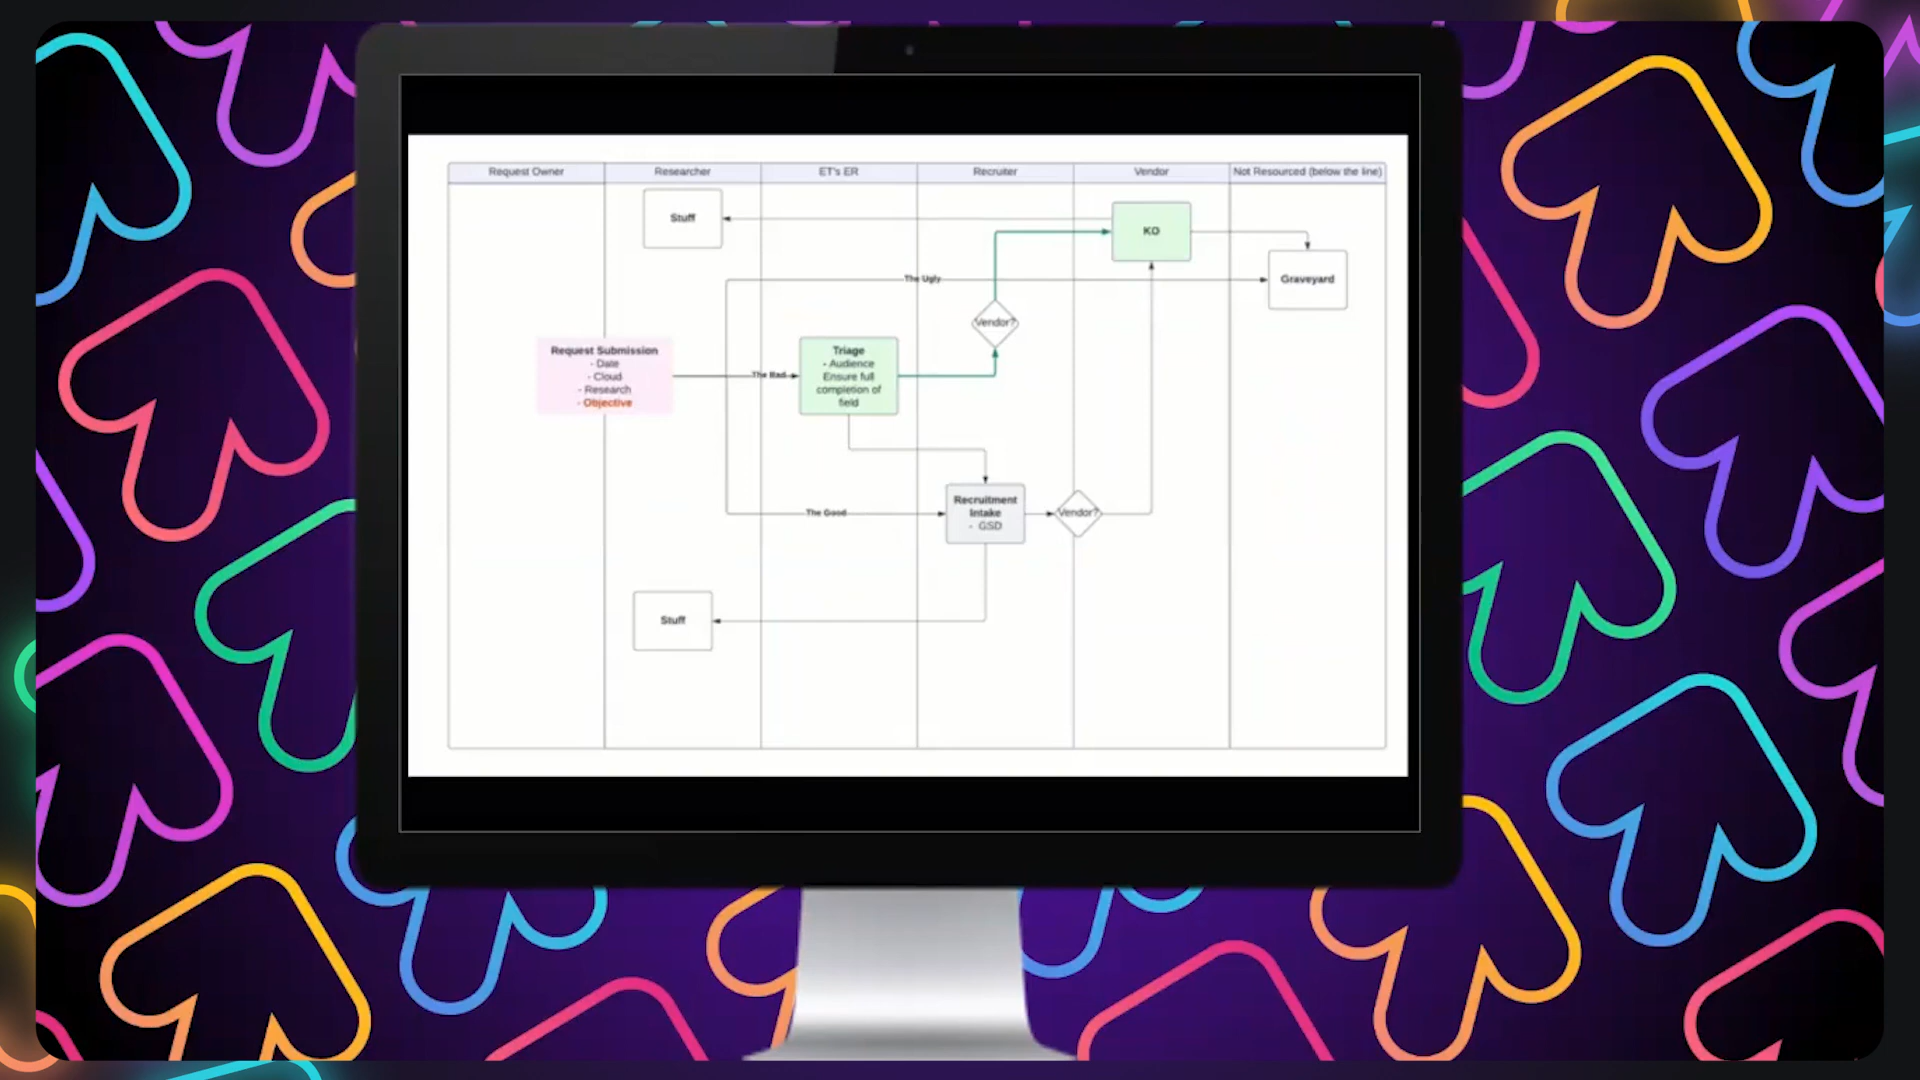 Request Owner
Researcher
ET's ER
Recruiter
Vendor
Not Resourced (below the line)
Stuff
KO
The Ugly
Graveyard
Vendor?
Request Submission
- Date
- Cloud
- Research
- Objective
The Bad
Triage
- Audience
Ensure full
completion of
field
Recruitment
Intake
- GSD
The Good
Vendor?
Stuff